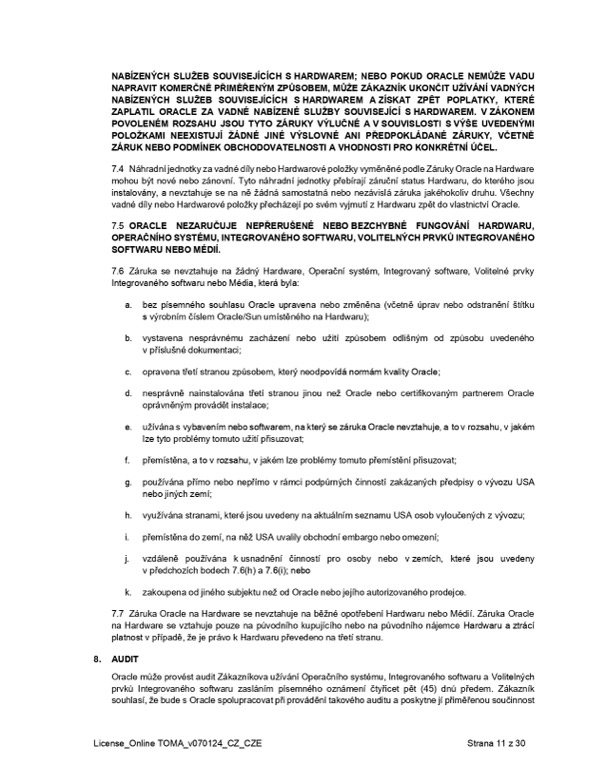 NABÍZENÝCH SLUŽEB SOUVISEJÍCÍCH S HARDWAREM; NEBO POKUD ORACLE NEMŮŽE VADU
NAPRAVIT KOMERČNĚ PŘIMĚŘENÝM ZPŮSOBEM, MŮŽE ZÁKAZNÍK UKONČIT UŽÍVÁNÍ VADNÝCH
NABÍZENÝCH SLUŽEB SOUVISEJÍCÍCH S HARDWAREM A ZÍSKAT ZPĚT POPLATKY, KTERÉ
ZAPLATIL ORACLE ZA VADNÉ NABÍZENÉ SLUŽBY SOUVISEJÍCÍ S HARDWAREM. V ZÁKONEM
POVOLENÉM ROZSAHU JSOU TYTO ZÁRUKY VÝLUČNÉ A V SOUVISLOSTI S VÝŠE UVEDENÝMI
POLOŽKAMI NEEXISTUJÍ ŽÁDNÉ JINÉ VÝSLOVNÉ ANI PŘEDPOKLÁDANÉ ZÁRUKY, VČETNĚ
ZÁRUK NEBO PODMÍNEK OBCHODOVATELNOSTI A VHODNOSTI PRO KONKRÉTNÍ ÚČEL.
7.4 Náhradní jednotky za vadné díly nebo Hardwarové položky vyměněné podle Záruky Oracle na Hardware
mohou být nové nebo zánovní. Tyto náhradní jednotky přebírají záruční status Hardwaru, do kterého jsou
instalovány, a nevztahuje se na ně žádná samostatná nebo nezávislá záruka jakéhokoliv druhu. Všechny
vadné díly nebo Hardwarové položky přecházejí po svém vyjmutí z Hardwaru zpět do vlastnictví Oracle.
7.5 ORACLE NEZARUČUJE NEPŘERUŠENÉ NEBO BEZCHYBNÉ FUNGOVÁNÍ HARDWARU,
OPERAČNÍHO SYSTÉMU, INTEGROVANÉHO SOFTWARU, VOLITELNÝCH PRVKŮ INTEGROVANÉHO
SOFTWARU NEBO MÉDIÍ.
7.6 Záruka se nevztahuje na žádný Hardware, Operační systém, Integrovaný software, Volitelné prvky
Integrovaného softwaru nebo Média, která byla:
a. bez písemného souhlasu Oracle upravena nebo změněna (včetně úprav nebo odstranění štítku
s výrobním číslem Oracle/Sun umístěného na Hardwaru);
b. vystavena nesprávnému zacházení nebo užití způsobem odlišným od způsobu uvedeného
v příslušné dokumentaci;
c. opravena třetí stranou způsobem, který neodpovídá normám kvality Oracle;
d. nesprávně nainstalována třetí stranou jinou než Oracle nebo certifikovaným partnerem Oracle
oprávněným provádět instalace;
e. užívána s vybavením nebo softwarem, na který se záruka Oracle nevztahuje, a to v rozsahu, v jakém
lze tyto problémy tomuto užití přisuzovat;
f. přemístěna, a to v rozsahu, v jakém lze problémy tomuto přemístění přisuzovat;
g. používána přímo nebo nepřímo v rámci podpůrných činností zakázaných předpisy o vývozu USA
nebo jiných zemí;
h. využívána stranami, které jsou uvedeny na aktuálním seznamu USA osob vyloučených z vývozu;
i. přemístěna do zemí, na něž USA uvalily obchodní embargo nebo omezení;
j. vzdáleně používána k usnadnění činností pro osoby nebo v zemích, které jsou uvedeny
v předchozích bodech 7.6(h) a 7.6(i); nebo
k. zakoupena od jiného subjektu než od Oracle nebo jejího autorizovaného prodejce.
7.7 Záruka Oracle na Hardware se nevztahuje na běžné opotřebení Hardwaru nebo Médií. Záruka Oracle
na Hardware se vztahuje pouze na původního kupujícího nebo na původního nájemce Hardwaru a ztrácí
platnost v případě, že je právo k Hardwaru převedeno na třetí stranu.
8. AUDIT
Oracle může provést audit Zákazníkova užívání Operačního systému, Integrovaného softwaru a Volitelných
prvků Integrovaného softwaru zasláním písemného oznámení čtyřicet pět (45) dnů předem. Zákazník
souhlasí, že bude s Oracle spolupracovat při provádění takového auditu a poskytne jí přiměřenou součinnost
License_Online TOMA_v070124_CZ_CZE Strana 11 z 30